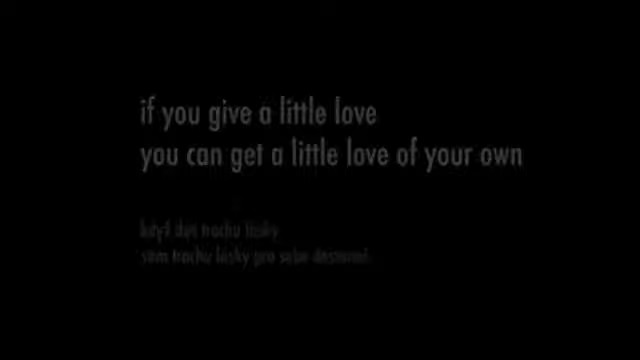 if you give a little love
you can get a little love of your own
když dáš trochu lásky
sám trochu lásky pro sebe dostaneš